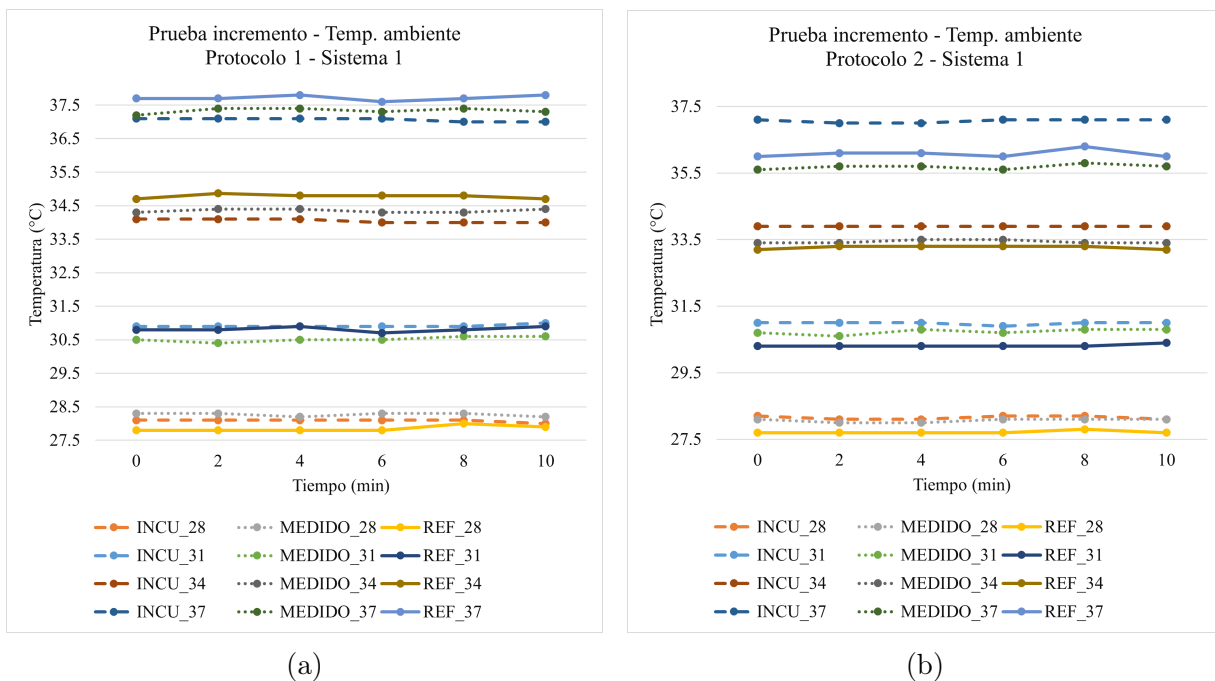 Prueba incremento - Temp. ambiente
Protocolo 1 - Sistema 1
Temperatura (°C)
37.5
36.5
35.5
34.5
33.5
32.5
31.5
30.5
29.5
28.5
27.5
0 2 4 6 8 10
Tiempo (min)
INCU_28 MEDIDO_28 REF_28
INCU_31 MEDIDO_31 REF_31
INCU_34 MEDIDO_34 REF_34
INCU_37 MEDIDO_37 REF_37
(a)
Prueba incremento - Temp. ambiente
Protocolo 2 - Sistema 1
Temperatura (°C)
37.5
35.5
33.5
31.5
29.5
27.5
0 2 4 6 8 10
Tiempo (min)
INCU_28 MEDIDO_28 REF_28
INCU_31 MEDIDO_31 REF_31
INCU_34 MEDIDO_34 REF_34
INCU_37 MEDIDO_37 REF_37
(b)